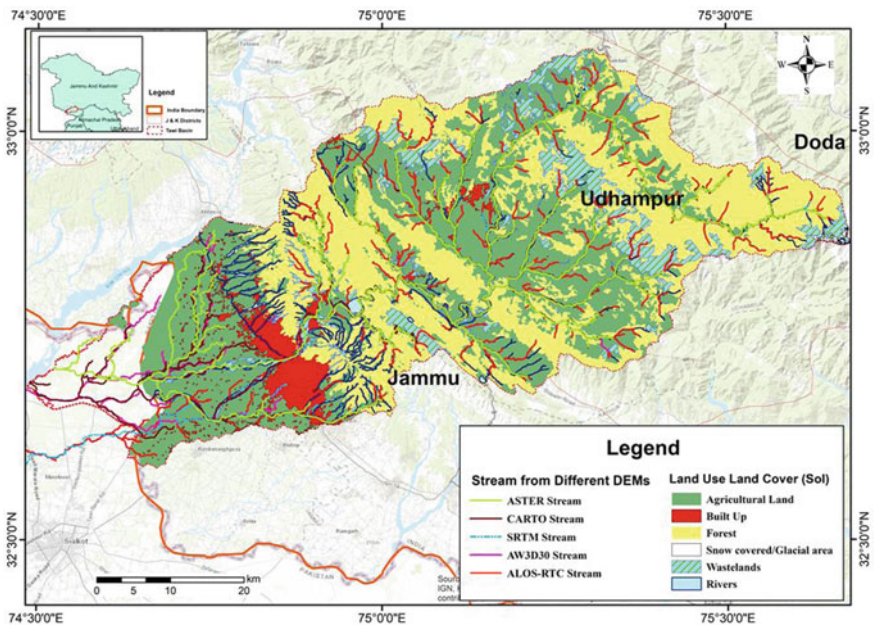 74°30'0"E
75°0'0"E
75°30'0"E
Jammu And Kashmir
Himachal Pradesh
Punjab
Legend
India Boundary
J & K Districts
Tawi Basin
N
W E
S
33°0'0"N
33°0'0"N
Doda
Udhampur
Jammu
32°30'0"N
32°30'0"N
Sialkot
INDIA
PAKISTAN
Legend
Stream from Different DEMs
ASTER Stream
CARTO Stream
SRTM Stream
AW3D30 Stream
ALOS-RTC Stream
Land Use Land Cover (SoI)
Agricultural Land
Built Up
Forest
Snow covered/Glacial area
Wastelands
Rivers
km
0 5 10 20
Sourc
IGN, K
contrib
74°30'0"E
75°0'0"E
75°30'0"E